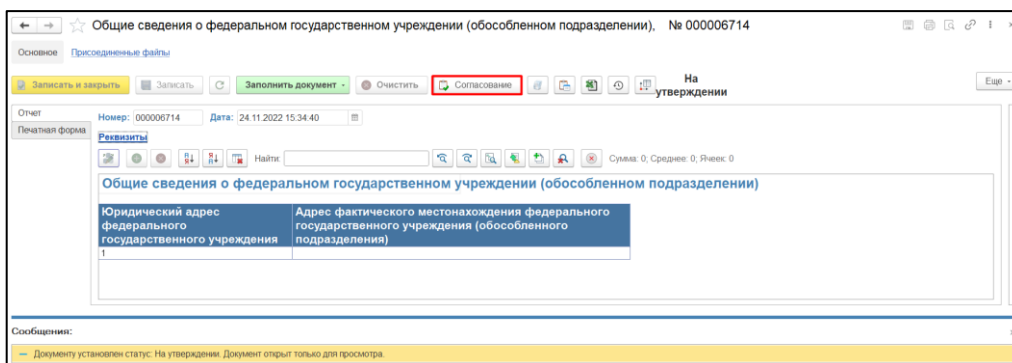 Общие сведения о федеральном государственном учреждении (обособленном подразделении), № 000006714
Основное Присоединенные файлы
Записать и закрыть Записать Заполнить документ Очистить Согласование На утверждении Еще
Отчет
Печатная форма
Номер: 000006714 Дата: 24.11.2022 15:34:40
Реквизиты
Найти: Сумма: 0; Среднее: 0; Ячеек: 0
Общие сведения о федеральном государственном учреждении (обособленном подразделении)
Юридический адрес Адрес фактического местонахождения федерального
федерального государственного учреждения (обособленного
государственного учреждения подразделения)
1
Сообщения:
Документу установлен статус: На утверждении. Документ открыт только для просмотра.